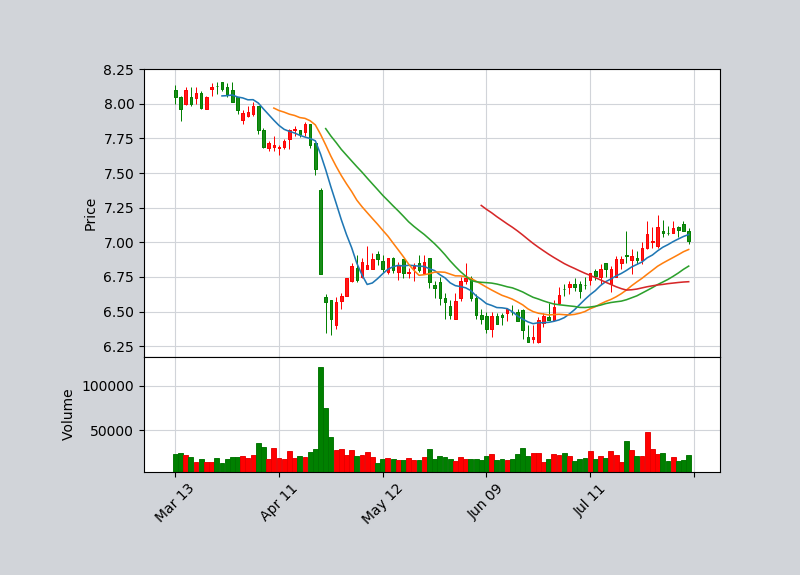 8.25
8.00
7.75
7.50
7.25
7.00
6.75
6.50
6.25
Price
100000
50000
Volume
Mar 13
Apr 11
May 12
Jun 09
Jul 11